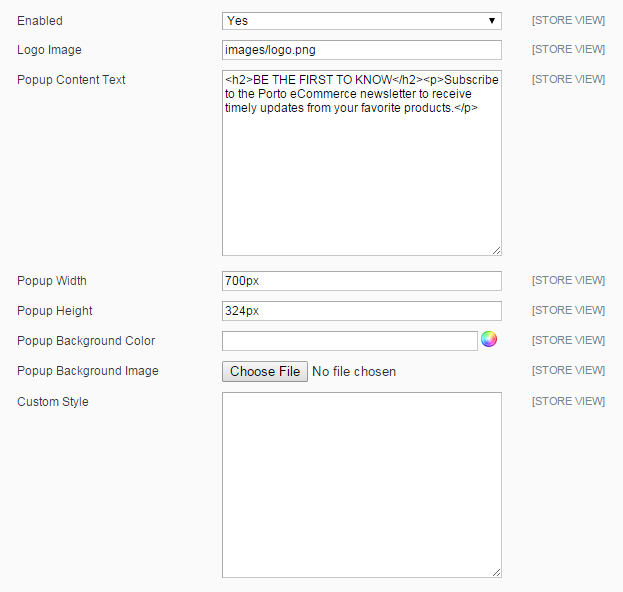 Enabled Yes [STORE VIEW]
Logo Image images/logo.png [STORE VIEW]
Popup Content Text <h2>BE THE FIRST TO KNOW</h2><p>Subscribe [STORE VIEW]
to the Porto eCommerce newsletter to receive
timely updates from your favorite products.</p>
Popup Width 700px [STORE VIEW]
Popup Height 324px [STORE VIEW]
Popup Background Color [STORE VIEW]
Popup Background Image Choose File No file chosen [STORE VIEW]
Custom Style [STORE VIEW]